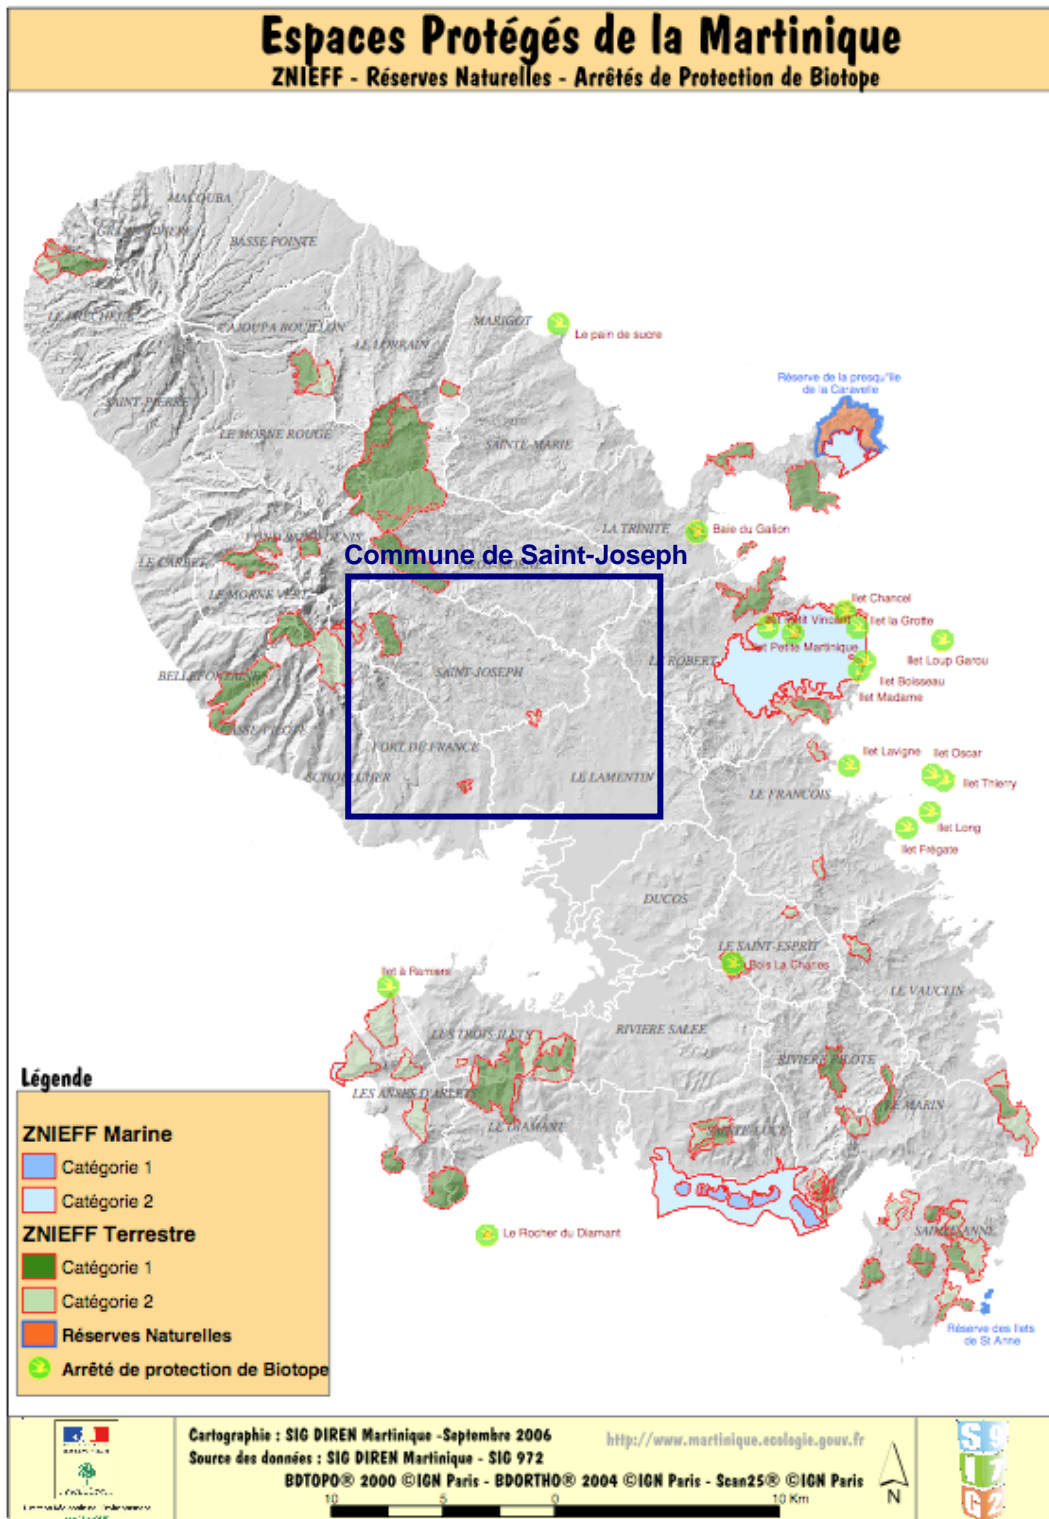 Espaces Protégés de la Martinique
ZNIEFF - Réserves Naturelles - Arrêtés de Protection de Biotope
MACOUBA
BASSE POINTE
LE PRECHEUR
AJOUPA BOUILLON
MARIGOT
Le pain de sucre
LE LORRAIN
Réserve de la presqu'île
de la Caravelle
SAINT-PIERRE
LE MORNE ROUGE
SAINTE-MARIE
LA TRINITE
Baie du Galion
Commune de Saint-Joseph
LE CARBET
LE MORNE VERT
Ilet Chancel
Ilet la Grotte
Ilet Petite Martinique
Ilet Loup Garou
LE ROBERT
SAINT-JOSEPH
BELLEFONTAINE
Ilet Boisseau
Ilet Madame
FORT DE FRANCE
Ilet Lavigne
Ilet Oscar
SCHOELCHER
LE LAMENTIN
Ilet Thierry
LE FRANCOIS
Ilet Long
Ilet Frégate
DUCOS
LE SAINT-ESPRIT
Bois La Charles
Ilet à Ramiers
LE VAUCLIN
LES TROIS-ILETS
RIVIERE SALEE
RIVIERE PILOTE
LES ANSES D'ARLETS
LE MARIN
LE DIAMANT
SAINTE-LUCE
Le Rocher du Diamant
SAINTE-ANNE
Réserve des Ilets
de St Anne
Légende
ZNIEFF Marine
Catégorie 1
Catégorie 2
ZNIEFF Terrestre
Catégorie 1
Catégorie 2
Réserves Naturelles
Arrêté de protection de Biotope
Cartographie : SIG DIREN Martinique -Septembre 2006
http://www.martinique.ecologie.gouv.fr
Source des données : SIG DIREN Martinique - SIG 972
BDTOPO® 2000 ©IGN Paris - BDORTHO® 2004 ©IGN Paris - Scan25® ©IGN Paris
10 5 0 10 Km
N
S9
I7
G2